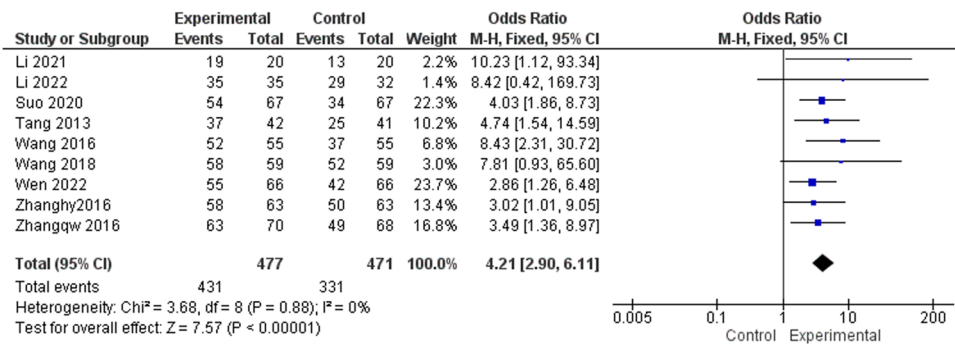 Experimental Control Odds Ratio Odds Ratio
Study or Subgroup Events Total Events Total Weight M-H, Fixed, 95% CI M-H, Fixed, 95% CI
Li 2021 19 20 13 20 2.2% 10.23 [1.12, 93.34]
Li 2022 35 35 29 32 1.4% 8.42 [0.42, 169.73]
Suo 2020 54 67 34 67 22.3% 4.03 [1.86, 8.73]
Tang 2013 37 42 25 41 10.2% 4.74 [1.54, 14.59]
Wang 2016 52 55 37 55 6.8% 8.43 [2.31, 30.72]
Wang 2018 58 59 52 59 3.0% 7.81 [0.93, 65.60]
Wen 2022 55 66 42 66 23.7% 2.86 [1.26, 6.48]
Zhanghy2016 58 63 50 63 13.4% 3.02 [1.01, 9.05]
Zhangqw 2016 63 70 49 68 16.8% 3.49 [1.36, 8.97]
Total (95% CI) 477 471 100.0% 4.21 [2.90, 6.11]
Total events 431 331
Heterogeneity: Chi² = 3.68, df = 8 (P = 0.88); I² = 0%
Test for overall effect: Z = 7.57 (P < 0.00001)
0.005 0.1 1 10 200
Control Experimental